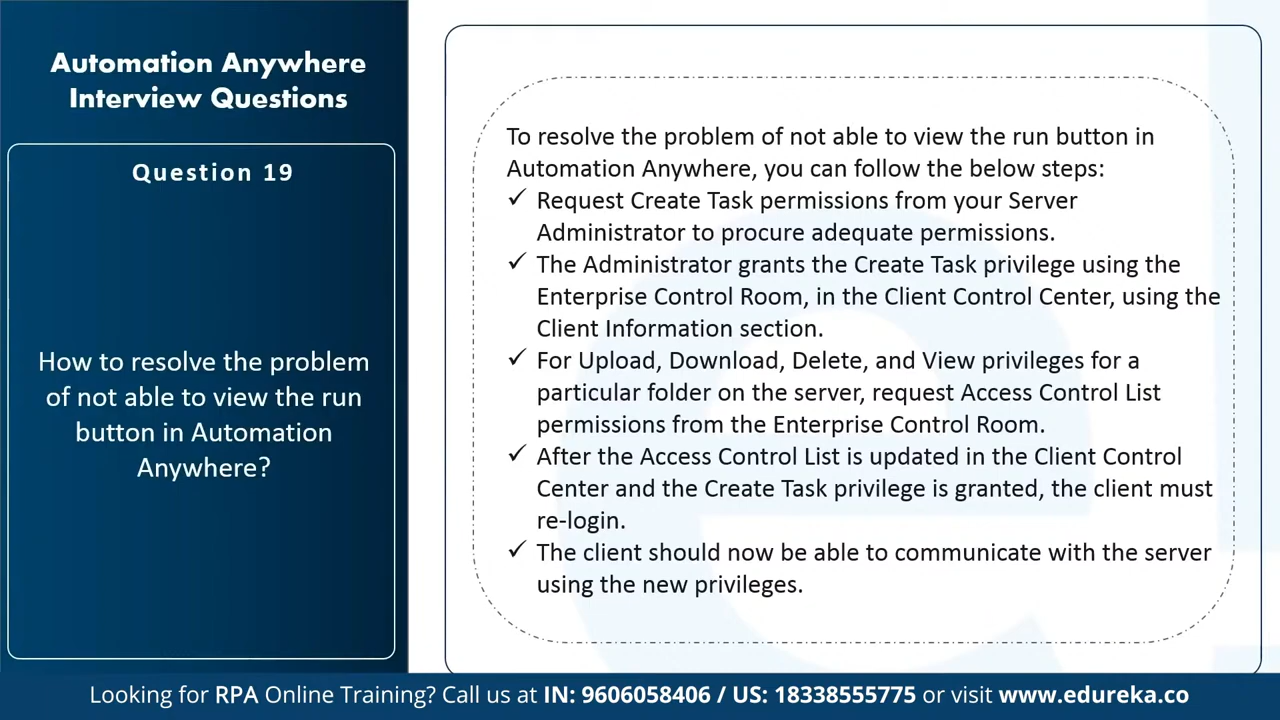 Automation Anywhere
Interview Questions
Question 19
How to resolve the problem
of not able to view the run
button in Automation
Anywhere?
To resolve the problem of not able to view the run button in
Automation Anywhere, you can follow the below steps:
✓ Request Create Task permissions from your Server
Administrator to procure adequate permissions.
✓ The Administrator grants the Create Task privilege using the
Enterprise Control Room, in the Client Control Center, using the
Client Information section.
✓ For Upload, Download, Delete, and View privileges for a
particular folder on the server, request Access Control List
permissions from the Enterprise Control Room.
✓ After the Access Control List is updated in the Client Control
Center and the Create Task privilege is granted, the client must
re-login.
✓ The client should now be able to communicate with the server
using the new privileges.
Looking for RPA Online Training? Call us at IN: 9606058406 / US: 18338555775 or visit www.edureka.co